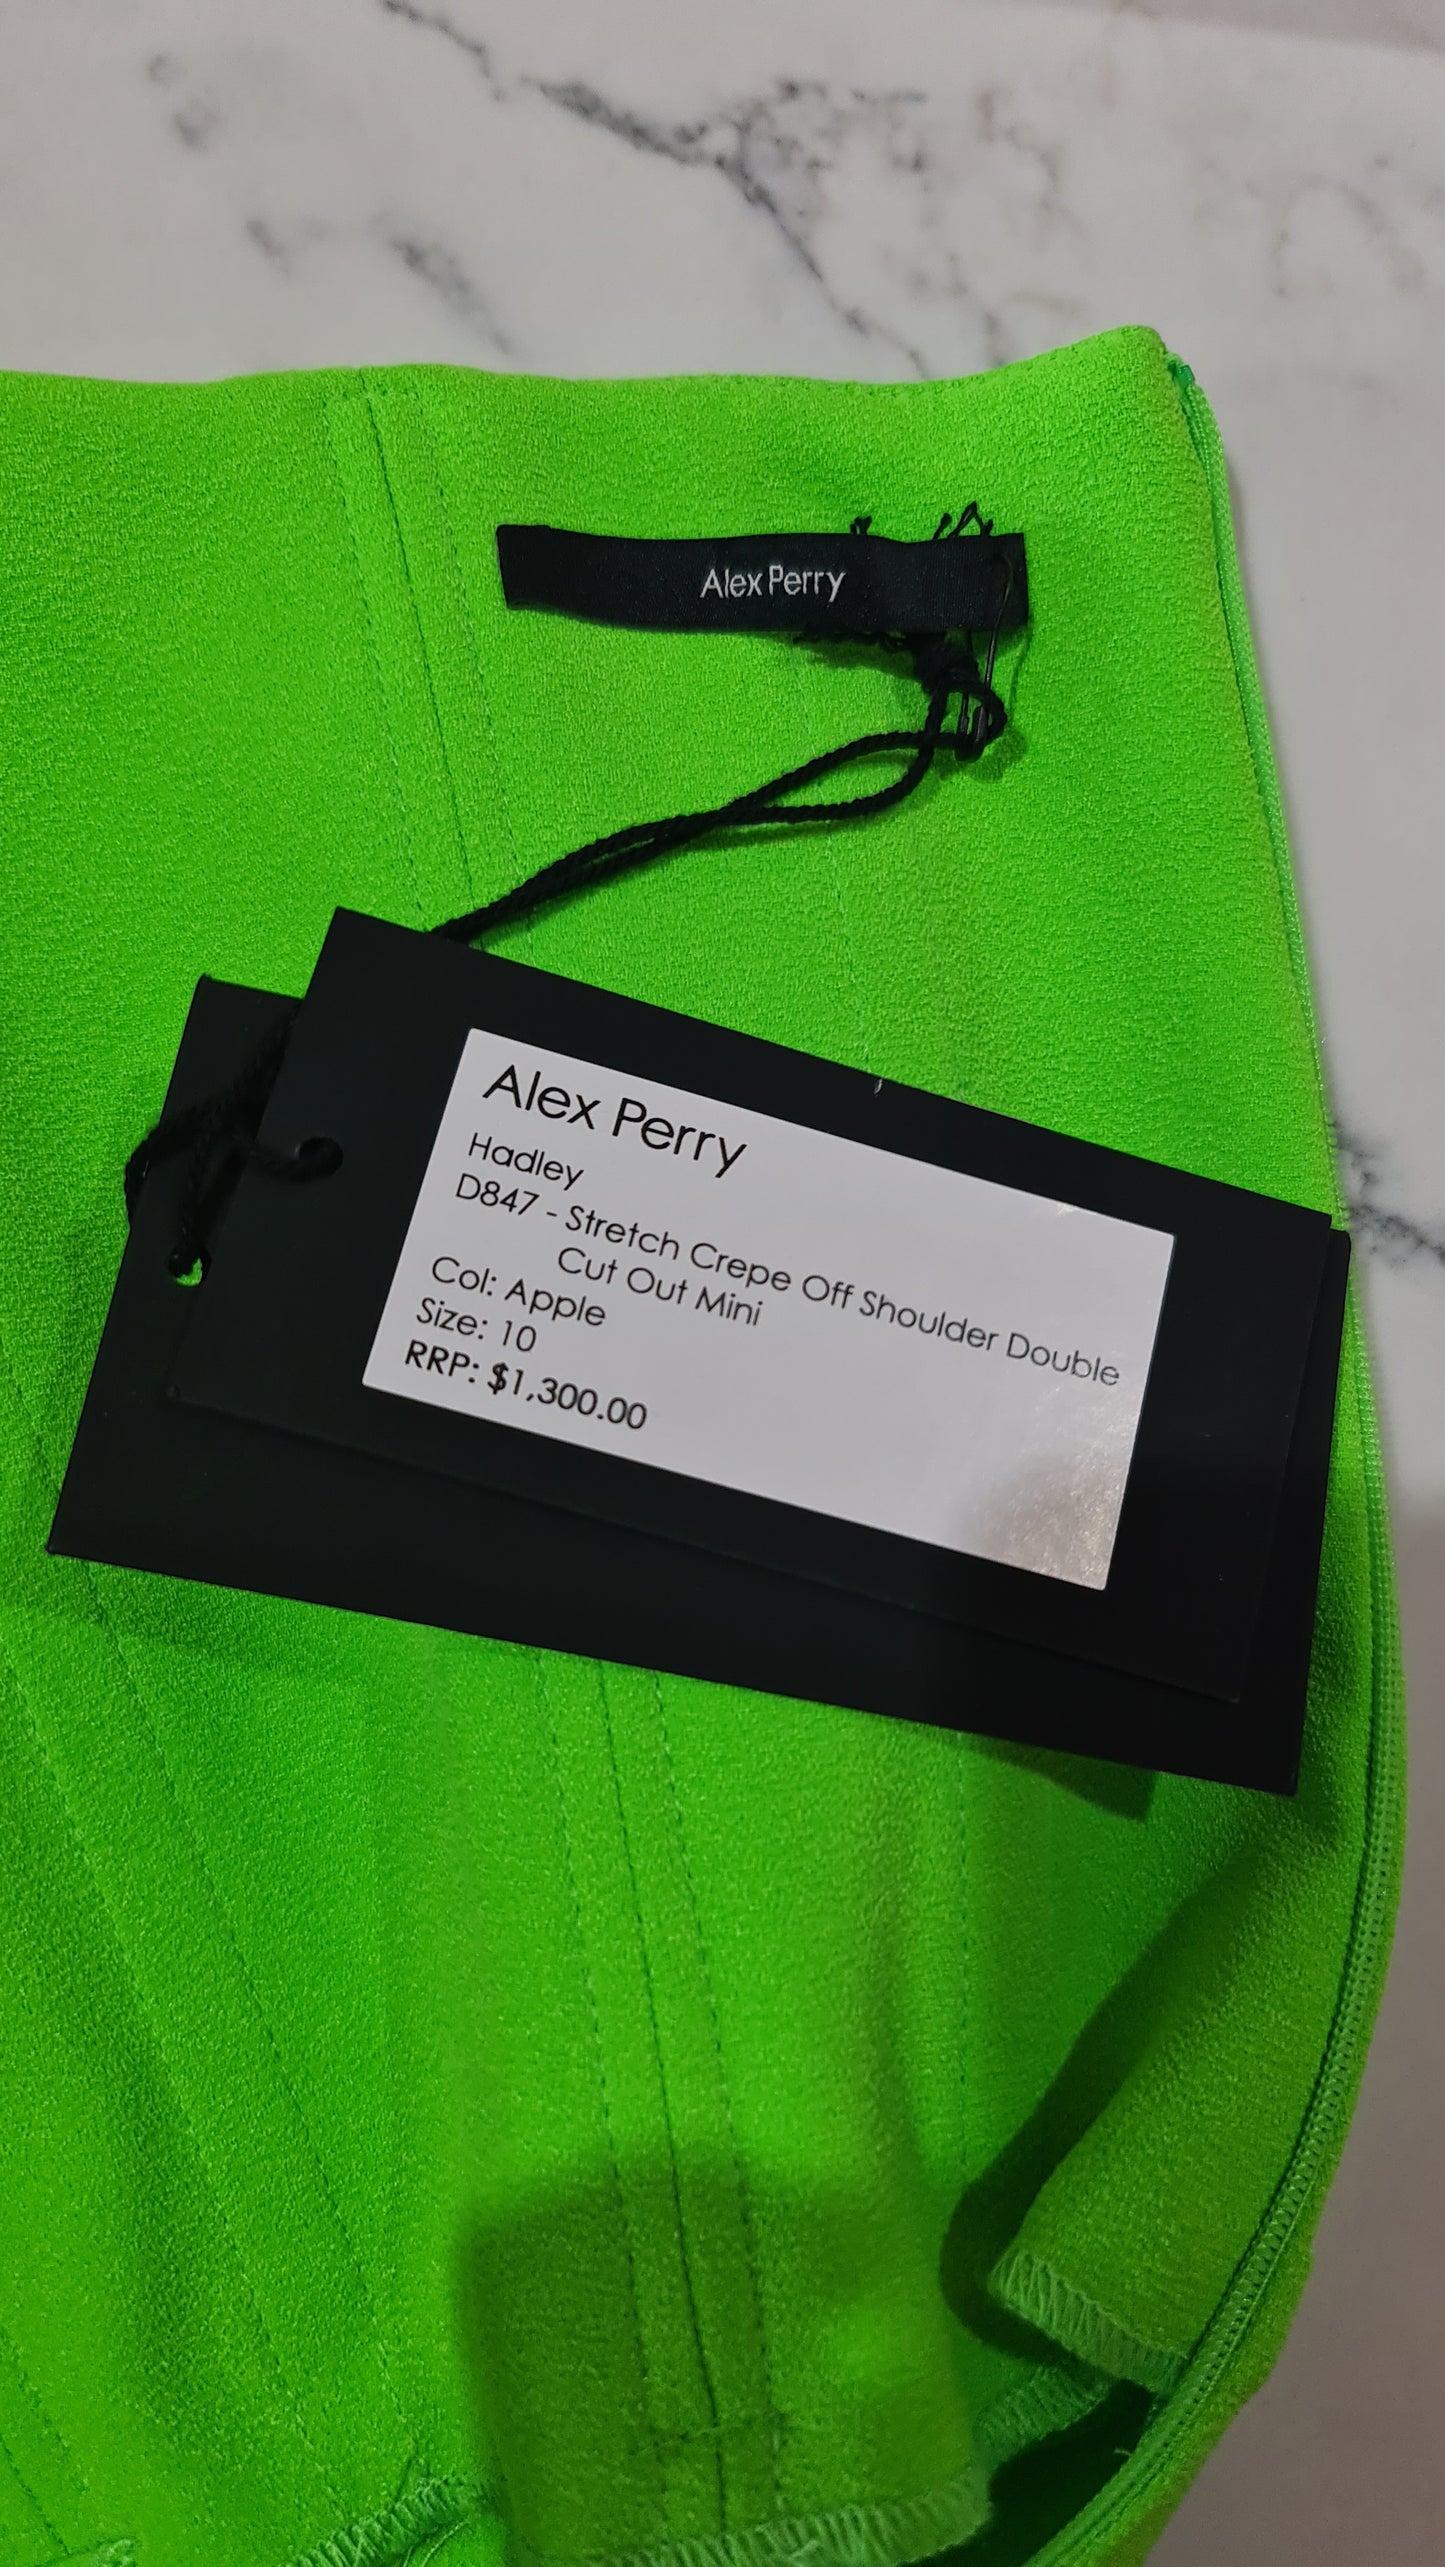 Alex Perry
Alex Perry
Hadley
D847 - Stretch Crepe Off Shoulder Double
Cut Out Mini
Col: Apple
Size: 10
RRP: $1,300.00